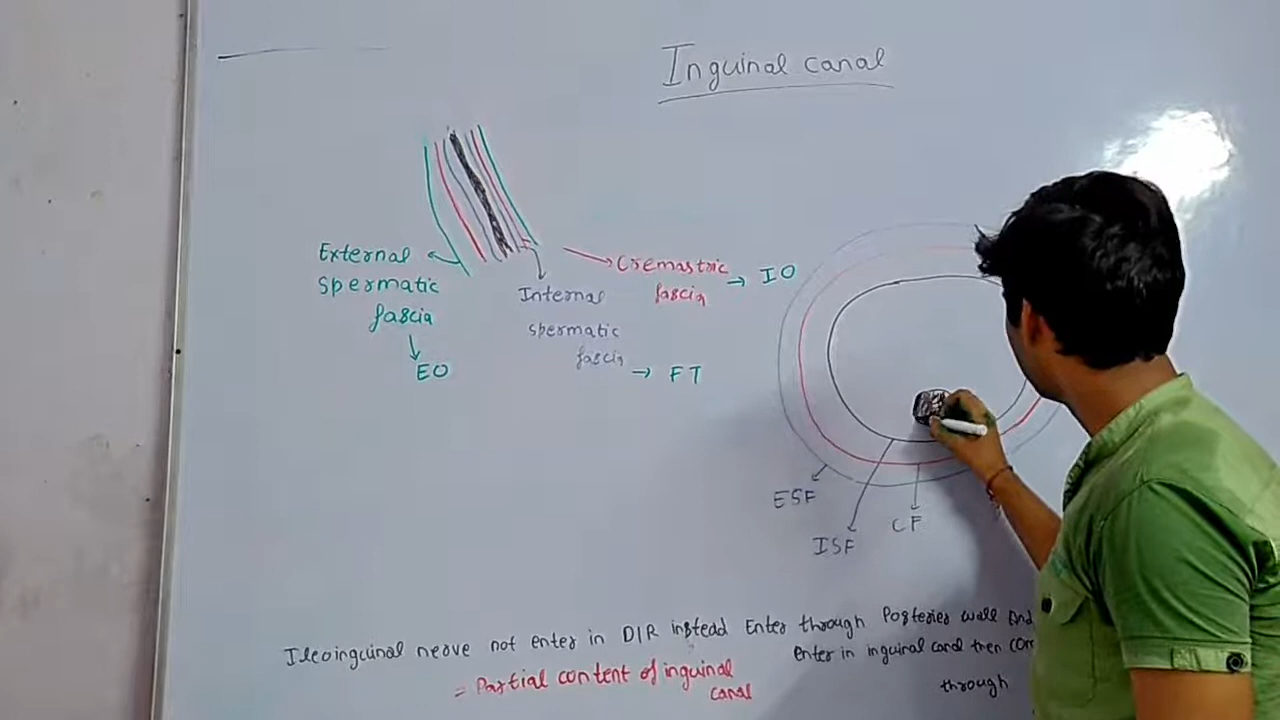 Inguinal canal
External
spermatic
fascia
EO
Internal
spermatic
fascia
FT
Cremastric
fascia
IO
ESF
ISF
CF
Ileoinguinal nerve not enter in DIR instead Enter through Posterior wall and
enter in inguinal canal then
through
= Partial content of inguinal
canal